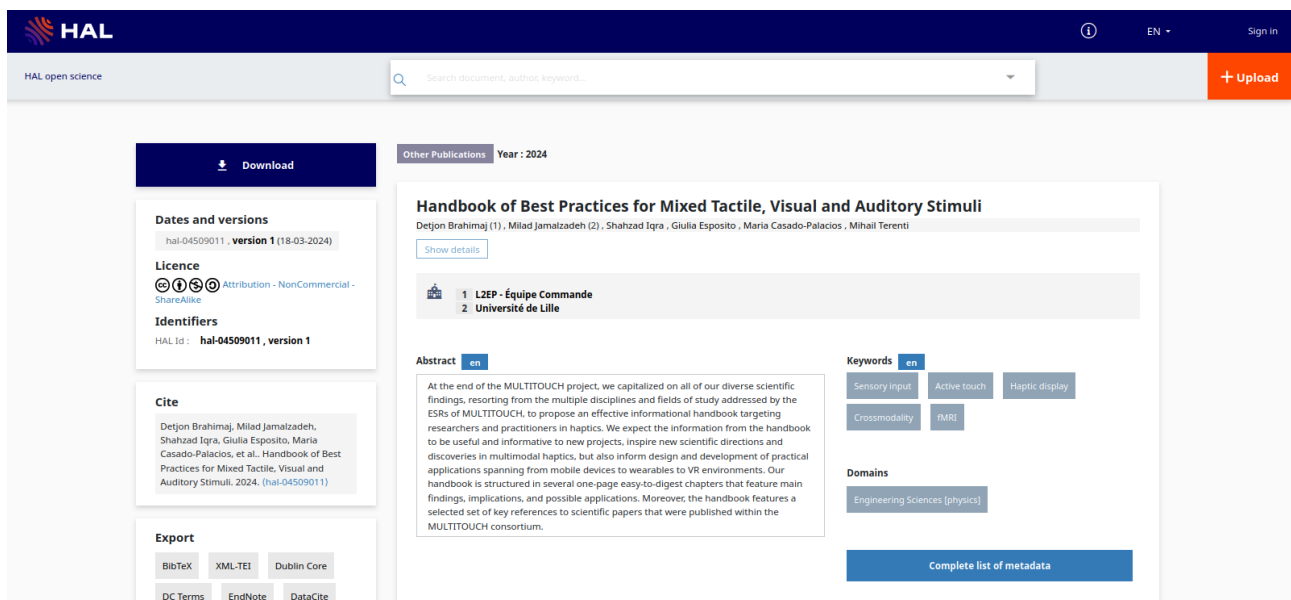 HAL
EN
Sign in
HAL open science
Search document, author, keyword...
+ Upload
Download
Dates and versions
hal-04509011 , version 1 (18-03-2024)
Licence
Attribution - NonCommercial -
ShareAlike
Identifiers
HAL Id : hal-04509011 , version 1
Cite
Detjon Brahimaj, Milad Jamalzadeh,
Shahzad Iqra, Giulia Esposito, Maria
Casado-Palacios, et al.. Handbook of Best
Practices for Mixed Tactile, Visual and
Auditory Stimuli. 2024. ⟨hal-04509011⟩
Export
BibTeX XML-TEI Dublin Core
DC Terms EndNote DataCite
Other Publications Year : 2024
Handbook of Best Practices for Mixed Tactile, Visual and Auditory Stimuli
Detjon Brahimaj (1) , Milad Jamalzadeh (2) , Shahzad Iqra , Giulia Esposito , Maria Casado-Palacios , Mihail Terenti
Show details
1 L2EP - Équipe Commande
2 Université de Lille
Abstract en
At the end of the MULTITOUCH project, we capitalized on all of our diverse scientific
findings, resorting from the multiple disciplines and fields of study addressed by the
ESRs of MULTITOUCH, to propose an effective informational handbook targeting
researchers and practitioners in haptics. We expect the information from the handbook
to be useful and informative to new projects, inspire new scientific directions and
discoveries in multimodal haptics, but also inform design and development of practical
applications spanning from mobile devices to wearables to VR environments. Our
handbook is structured in several one-page easy-to-digest chapters that feature main
findings, implications, and possible applications. Moreover, the handbook features a
selected set of key references to scientific papers that were published within the
MULTITOUCH consortium.
Keywords en
Sensory input Active touch Haptic display
Crossmodality fMRI
Domains
Engineering Sciences [physics]
Complete list of metadata